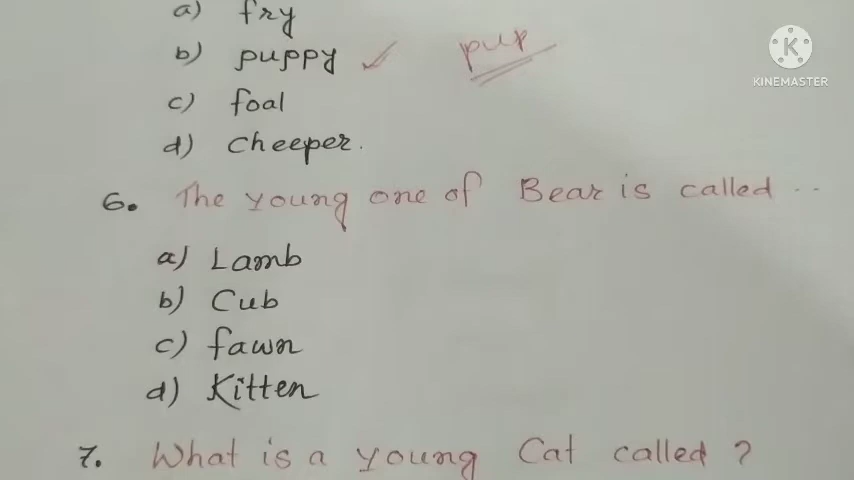 a) fry
b) puppy ✓ pup
c) foal
d) cheeper.
6. The young one of Bear is called ..
a) Lamb
b) Cub
c) fawn
d) Kitten
7. What is a young Cat called ?
K
KINEMASTER